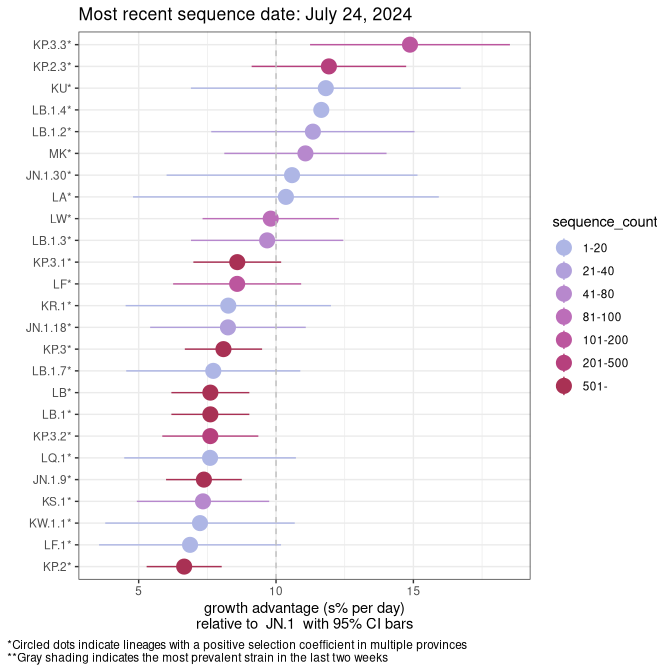 Most recent sequence date: July 24, 2024
KP.3.3*
KP.2.3*
KU*
LB.1.4*
LB.1.2*
MK*
JN.1.30*
LA*
LW*
LB.1.3*
KP.3.1*
LF*
KR.1*
JN.1.18*
KP.3*
LB.1.7*
LB*
LB.1*
KP.3.2*
LQ.1*
JN.1.9*
KS.1*
KW.1.1*
LF.1*
KP.2*
5 10 15
growth advantage (s% per day)
relative to JN.1 with 95% CI bars
sequence_count
1-20
21-40
41-80
81-100
101-200
201-500
501-
*Circled dots indicate lineages with a positive selection coefficient in multiple provinces
**Gray shading indicates the most prevalent strain in the last two weeks